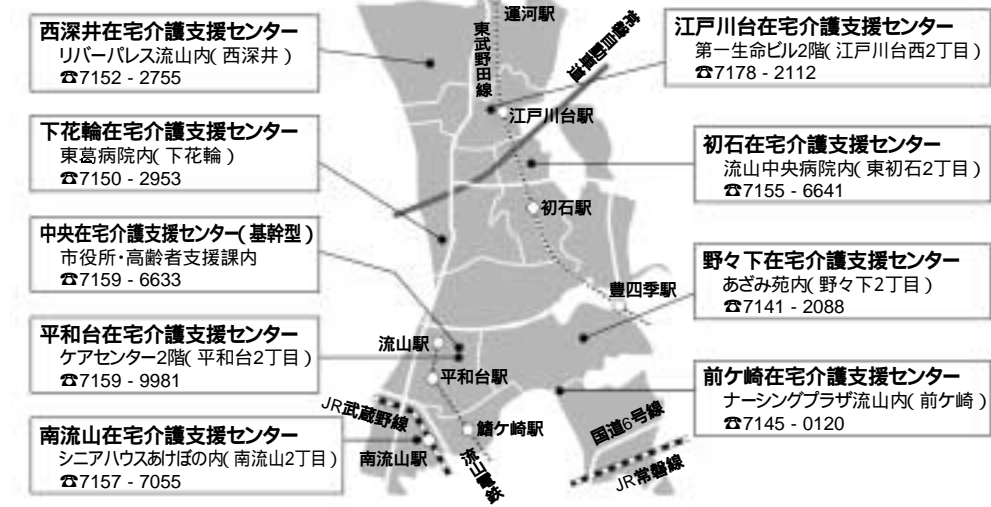 西深井在宅介護支援センター
リバーパレス流山内(西深井)
☎7152-2755
下花輪在宅介護支援センター
東葛病院内(下花輪)
☎7150-2953
中央在宅介護支援センター(基幹型)
市役所・高齢者支援課内
☎7159-6633
平和台在宅介護支援センター
ケアセンター2階(平和台2丁目)
☎7159-9981
南流山在宅介護支援センター
シニアハウスあけぼの内(南流山2丁目)
☎7157-7055
運河駅
東武野田線
常磐自動車道
江戸川台駅
初石駅
豊四季駅
流山駅
平和台駅
JR武蔵野線
鰭ケ崎駅
南流山駅
流山電鉄
国道6号線
JR常磐線
江戸川台在宅介護支援センター
第一生命ビル2階(江戸川台西2丁目)
☎7178-2112
初石在宅介護支援センター
流山中央病院内(東初石2丁目)
☎7155-6641
野々下在宅介護支援センター
あざみ苑内(野々下2丁目)
☎7141-2088
前ケ崎在宅介護支援センター
ナーシングプラザ流山内(前ケ崎)
☎7145-0120